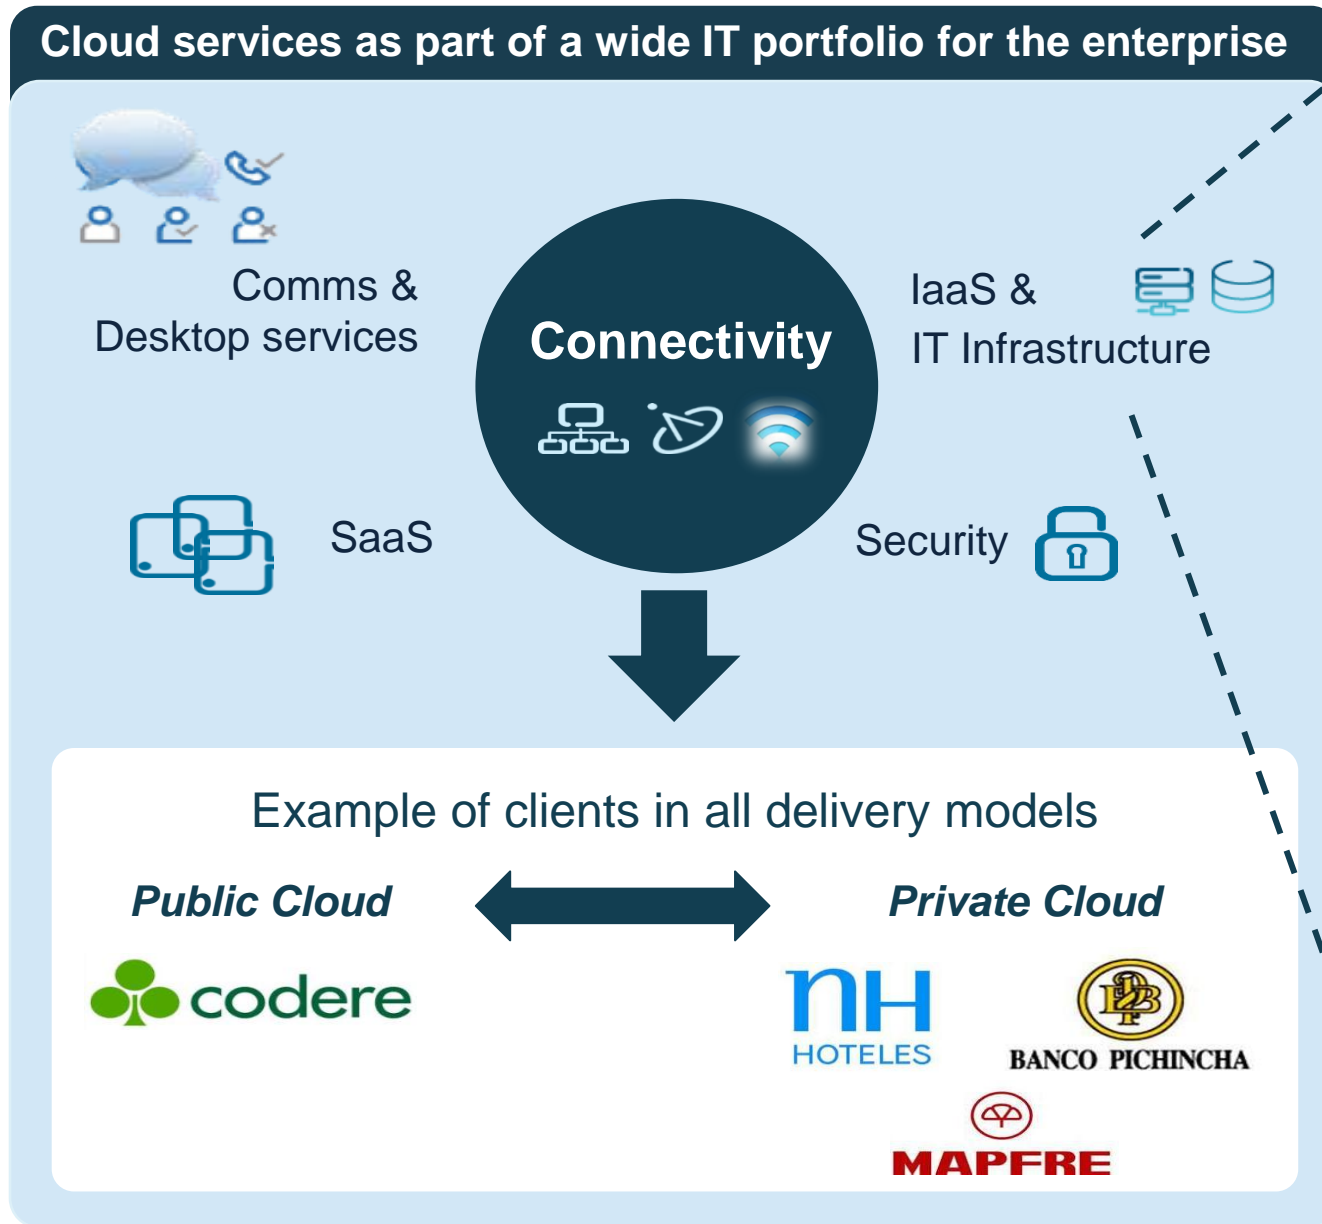 Cloud services as part of a wide IT portfolio for the enterprise
Comms &
Desktop services
Connectivity
IaaS &
IT Infrastructure
SaaS
Security
Example of clients in all delivery models
Public Cloud
Private Cloud
codere
nH
HOTELES
BANCO PICHINCHA
MAPFRE